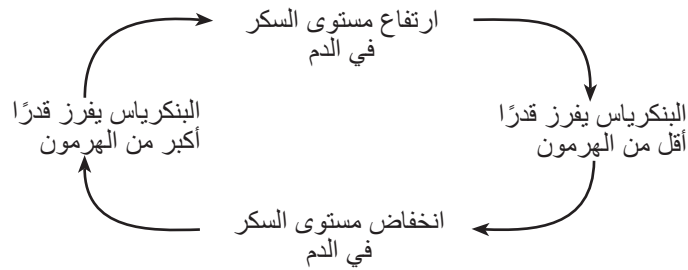 ارتفاع مستوى السكر
في الدم
البنكرياس يفرز قدرًا
أقل من الهرمون
انخفاض مستوى السكر
في الدم
البنكرياس يفرز قدرًا
أكبر من الهرمون